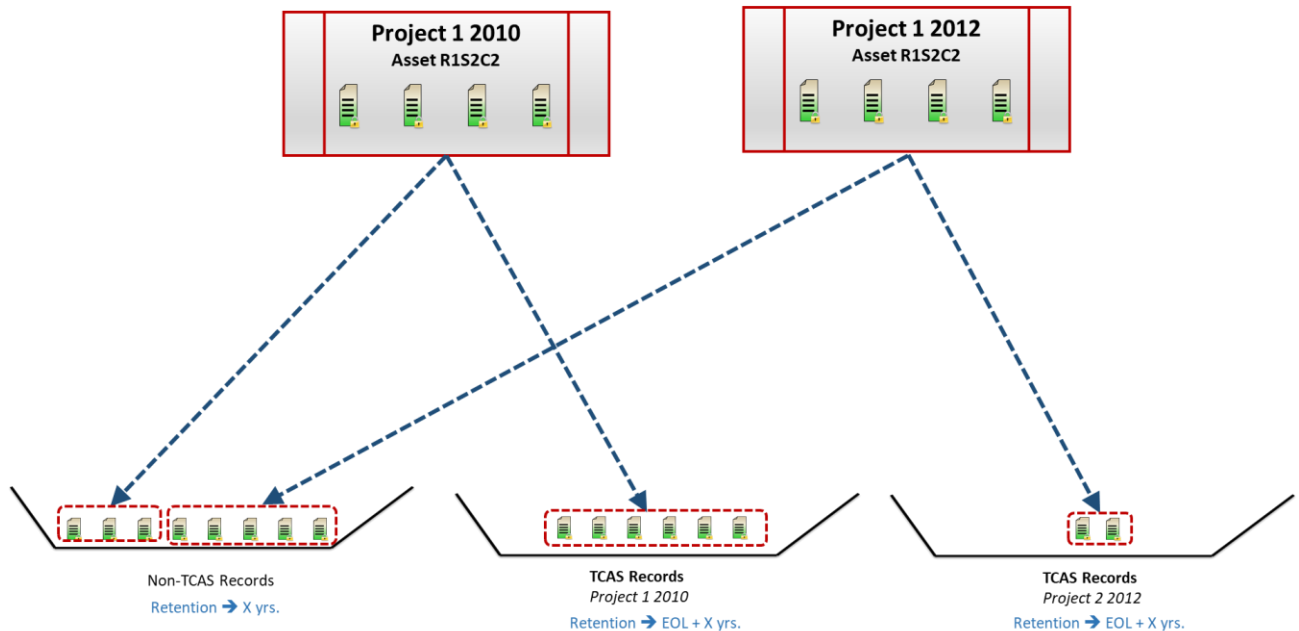 Project 1 2010
Asset R1S2C2
Project 1 2012
Asset R1S2C2
Non-TCAS Records
Retention ➔ X yrs.
TCAS Records
Project 1 2010
Retention ➔ EOL + X yrs.
TCAS Records
Project 2 2012
Retention ➔ EOL + X yrs.